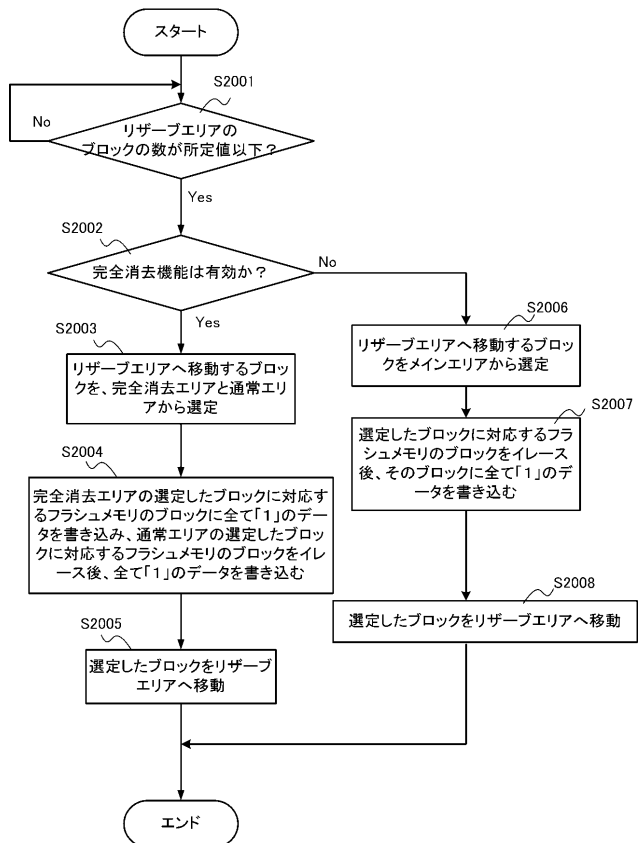 スタート
S2001
No
リザーブエリアの
ブロックの数が所定値以下？
Yes
S2002
完全消去機能は有効か？
No
Yes
S2003
リザーブエリアへ移動するブロッ
クを、完全消去エリアと通常エリ
アから選定
S2004
完全消去エリアの選定したブロックに対応す
るフラシュメモリのブロックに全て「１」のデー
タを書き込み、通常エリアの選定したブロッ
クに対応するフラシュメモリのブロックをイレ
ース後、全て「１」のデータを書き込む
S2005
選定したブロックをリザーブ
エリアへ移動
S2006
リザーブエリアへ移動するブロッ
クをメインエリアから選定
S2007
選定したブロックに対応するフラ
シュメモリのブロックをイレース
後、そのブロックに全て「１」のデ
ータを書き込む
S2008
選定したブロックをリザーブエリアへ移動
エンド